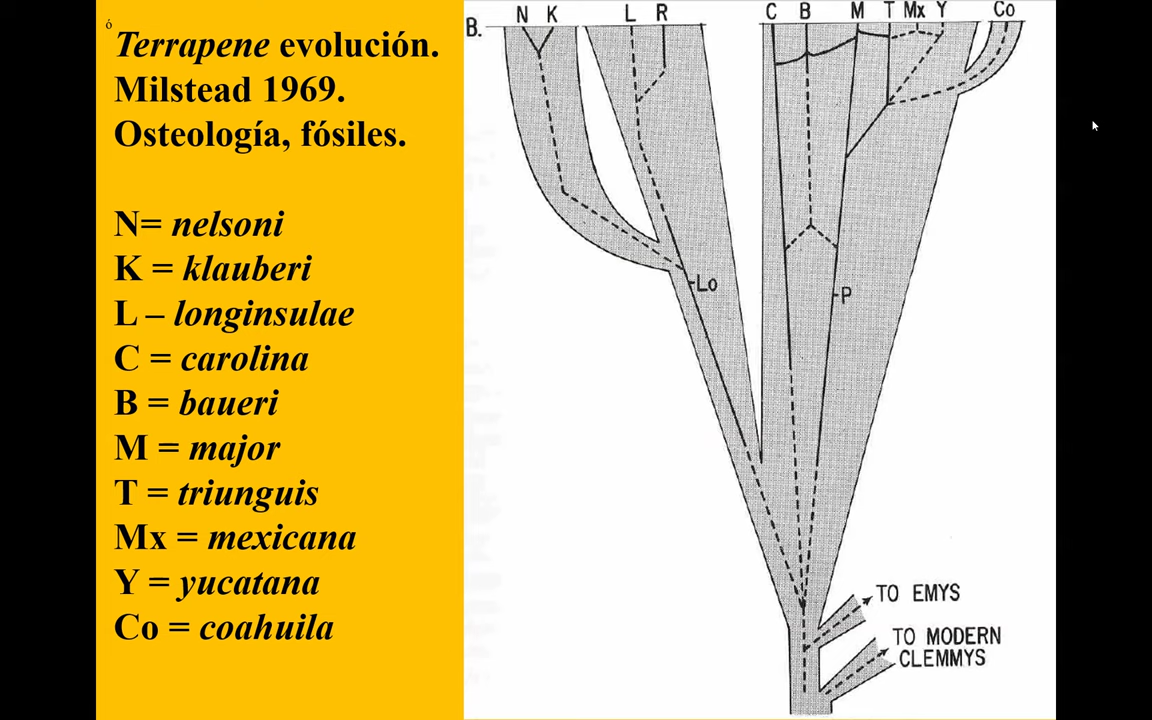 ó
Terrapene evolución.
Milstead 1969.
Osteología, fósiles.
N= nelsoni
K = klauberi
L – longinsulae
C = carolina
B = baueri
M = major
T = triunguis
Mx = mexicana
Y = yucatana
Co = coahuila
B.
N K L R C B M T Mx Y Co
Lo
P
TO EMYS
TO MODERN
CLEMMYS